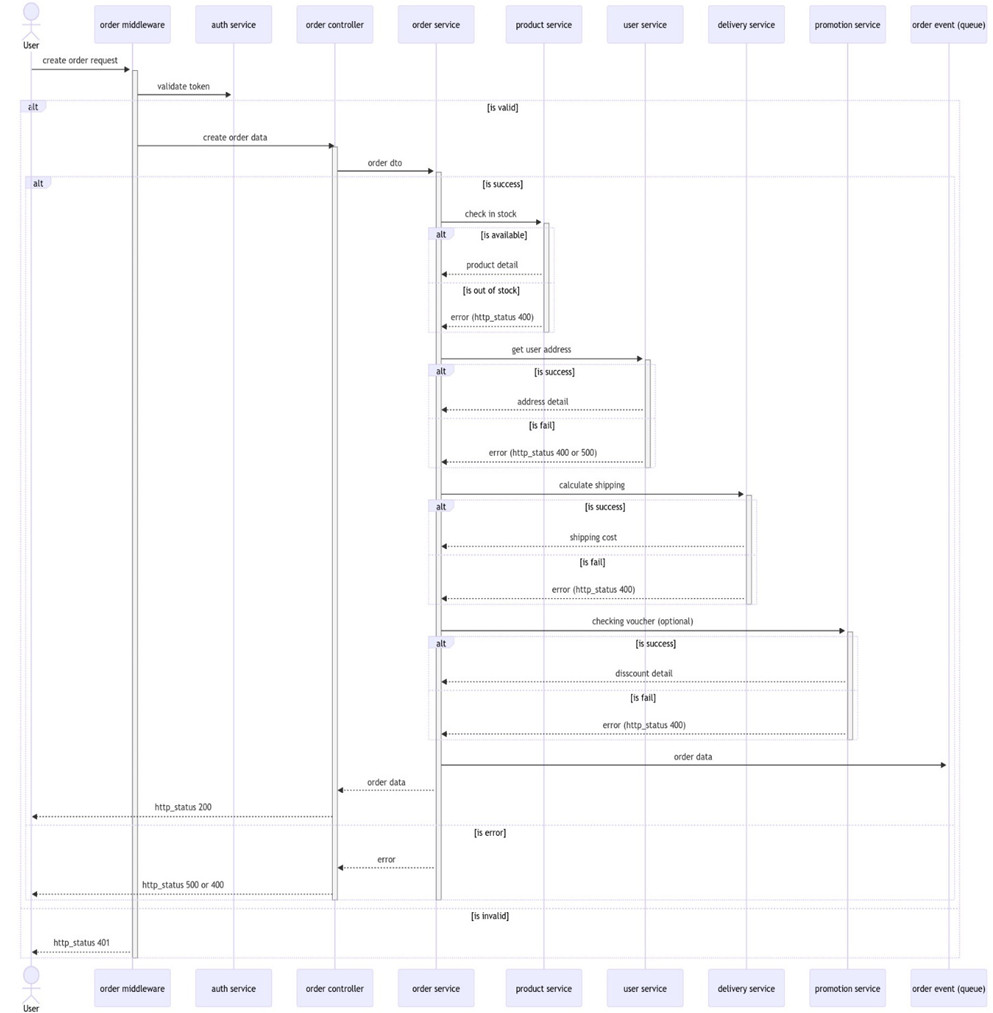 User
order middleware
auth service
order controller
order service
product service
user service
delivery service
promotion service
order event (queue)
create order request
validate token
alt
[is valid]
create order data
order dto
alt
[is success]
check in stock
alt
[is available]
product detail
[is out of stock]
error (http_status 400)
get user address
alt
[is success]
address detail
[is fail]
error (http_status 400 or 500)
calculate shipping
alt
[is success]
shipping cost
[is fail]
error (http_status 400)
checking voucher (optional)
alt
[is success]
disscount detail
[is fail]
error (http_status 400)
order data
order data
http_status 200
[is error]
error
http_status 500 or 400
[is invalid]
http_status 401
User
order middleware
auth service
order controller
order service
product service
user service
delivery service
promotion service
order event (queue)